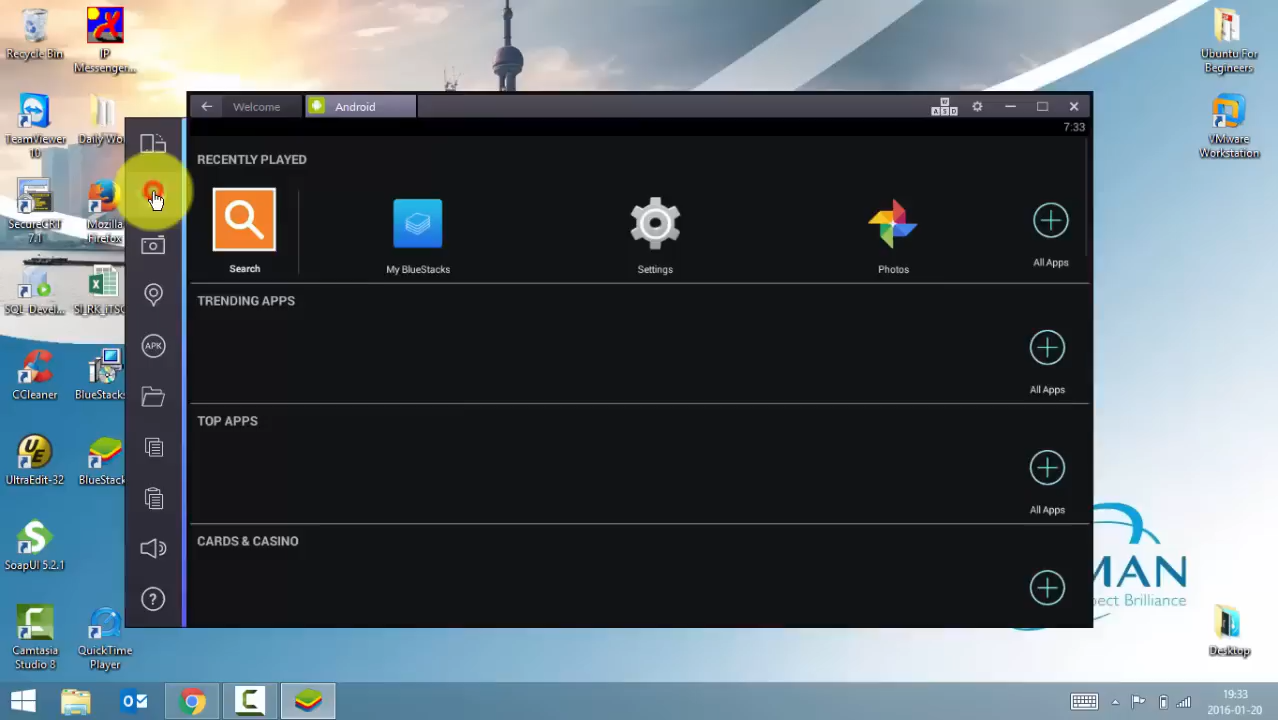 Recycle Bin
IP
Messenger...
TeamViewer
10
Daily Wo
SecureCRT
7.1
Mozilla
Firefox
SQL-Devel...
SI_RK_ITSC
CCleaner
BlueStacks
UltraEdit-32
BlueStack
SoapUI 5.2.1
Camtasia
Studio 8
QuickTime
Player
Welcome
Android
W
A S D
7:33
RECENTLY PLAYED
Search
My BlueStacks
Settings
Photos
All Apps
TRENDING APPS
All Apps
TOP APPS
All Apps
CARDS & CASINO
APK
?
Ubuntu For
Begineers
VMware
Workstation
MAN
pect Brilliance
Desktop
19:33
2016-01-20